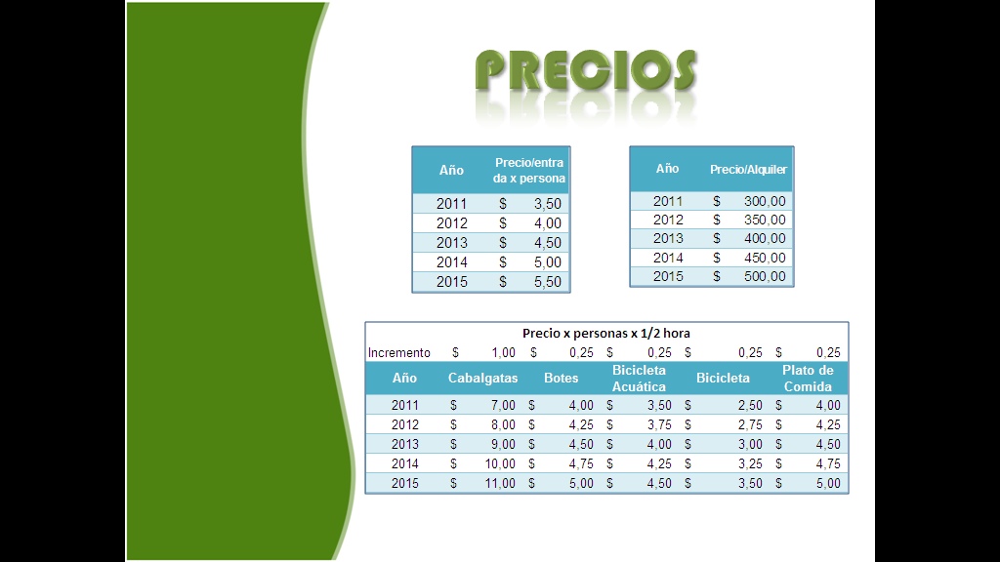 PRECIOS
Año Precio/entra
da x persona
2011 $ 3,50
2012 $ 4,00
2013 $ 4,50
2014 $ 5,00
2015 $ 5,50
Año Precio/Alquiler
2011 $ 300,00
2012 $ 350,00
2013 $ 400,00
2014 $ 450,00
2015 $ 500,00
Precio x personas x 1/2 hora
Incremento $ 1,00 $ 0,25 $ 0,25 $ 0,25 $ 0,25
Año Cabalgatas Botes Bicicleta Acuática Bicicleta Plato de Comida
2011 $ 7,00 $ 4,00 $ 3,50 $ 2,50 $ 4,00
2012 $ 8,00 $ 4,25 $ 3,75 $ 2,75 $ 4,25
2013 $ 9,00 $ 4,50 $ 4,00 $ 3,00 $ 4,50
2014 $ 10,00 $ 4,75 $ 4,25 $ 3,25 $ 4,75
2015 $ 11,00 $ 5,00 $ 4,50 $ 3,50 $ 5,00